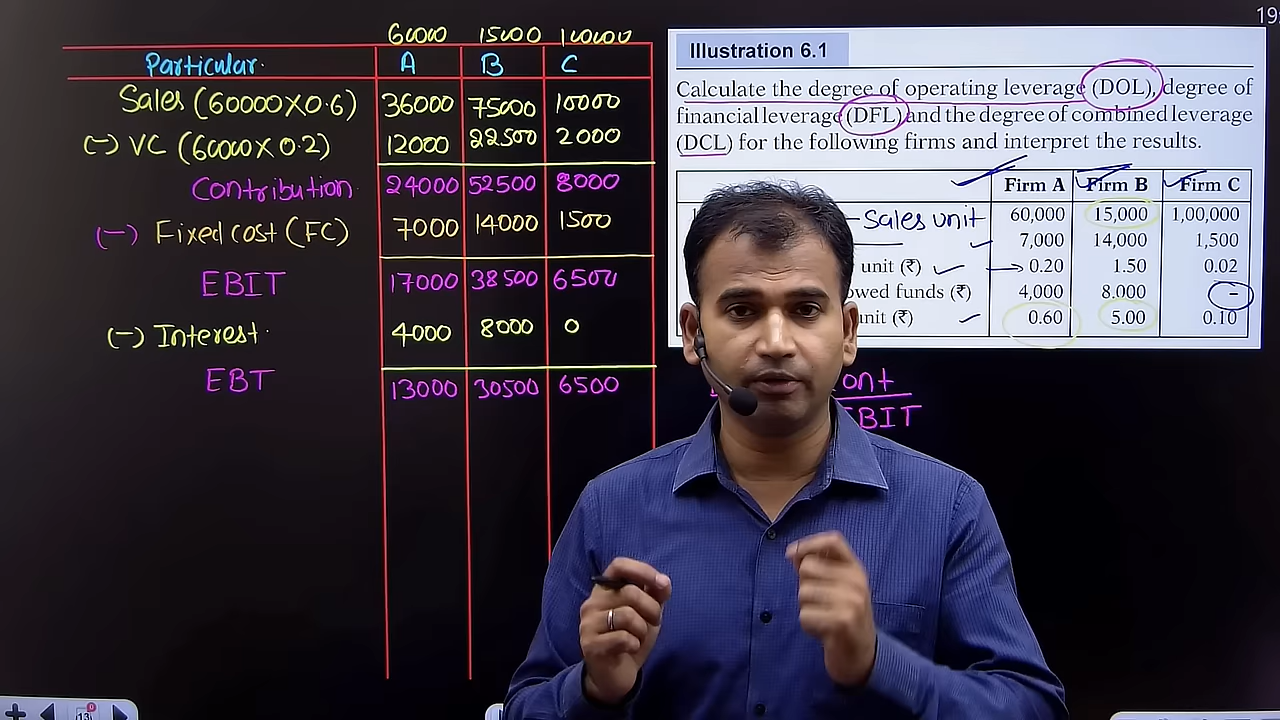 19
60000 15000 100000
Particular. A B C
Sales (60000X0.6) 36000 75000 10000
(-) VC (60000X0.2) 12000 22500 2000
Contribution 24000 52500 8000
(-) Fixed cost (FC) 7000 14000 1500
EBIT 17000 38500 6500
(-) Interest 4000 8000 0
EBT 13000 30500 6500
Illustration 6.1
Calculate the degree of operating leverage (DOL), degree of
financial leverage (DFL) and the degree of combined leverage
(DCL) for the following firms and interpret the results.
Firm A Firm B Firm C
Sales unit 60,000 15,000 1,00,000
7,000 14,000 1,500
unit (₹) 0.20 1.50 0.02
owed funds (₹) 4,000 8.000 -
nit (₹) 0.60 5.00 0.10
ont
EBIT
13